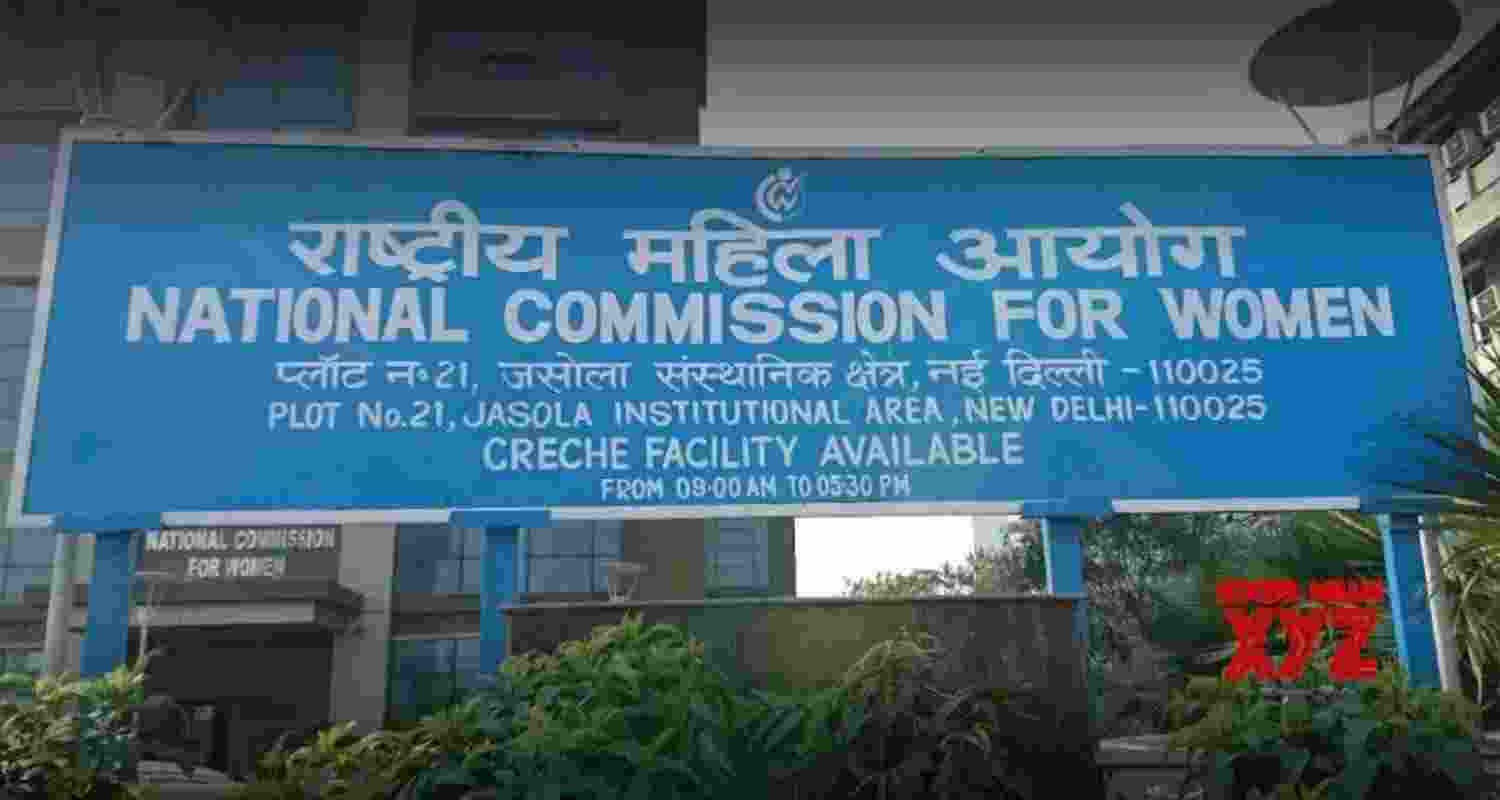 राष्ट्रीय महिला आयोग
NATIONAL COMMISSION FOR WOMEN
प्लॉट न॰ 21, जसोला संस्थानिक क्षेत्र, नई दिल्ली - 110025
PLOT No.21, JASOLA INSTITUTIONAL AREA, NEW DELHI-110025
CRECHE FACILITY AVAILABLE
FROM 09·00 AM TO 05·30 PM
NATIONAL COMMISSION
FOR WOMEN
XYZ